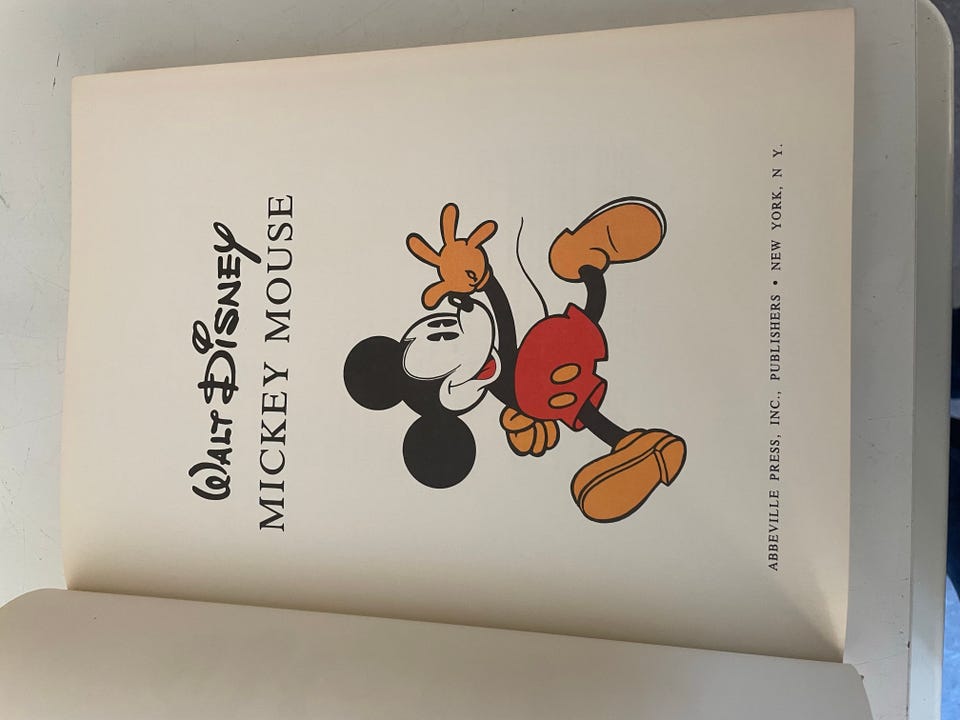 WALT DISNEY
MICKEY MOUSE
ABBEVILLE PRESS, INC., PUBLISHERS • NEW YORK, N Y.